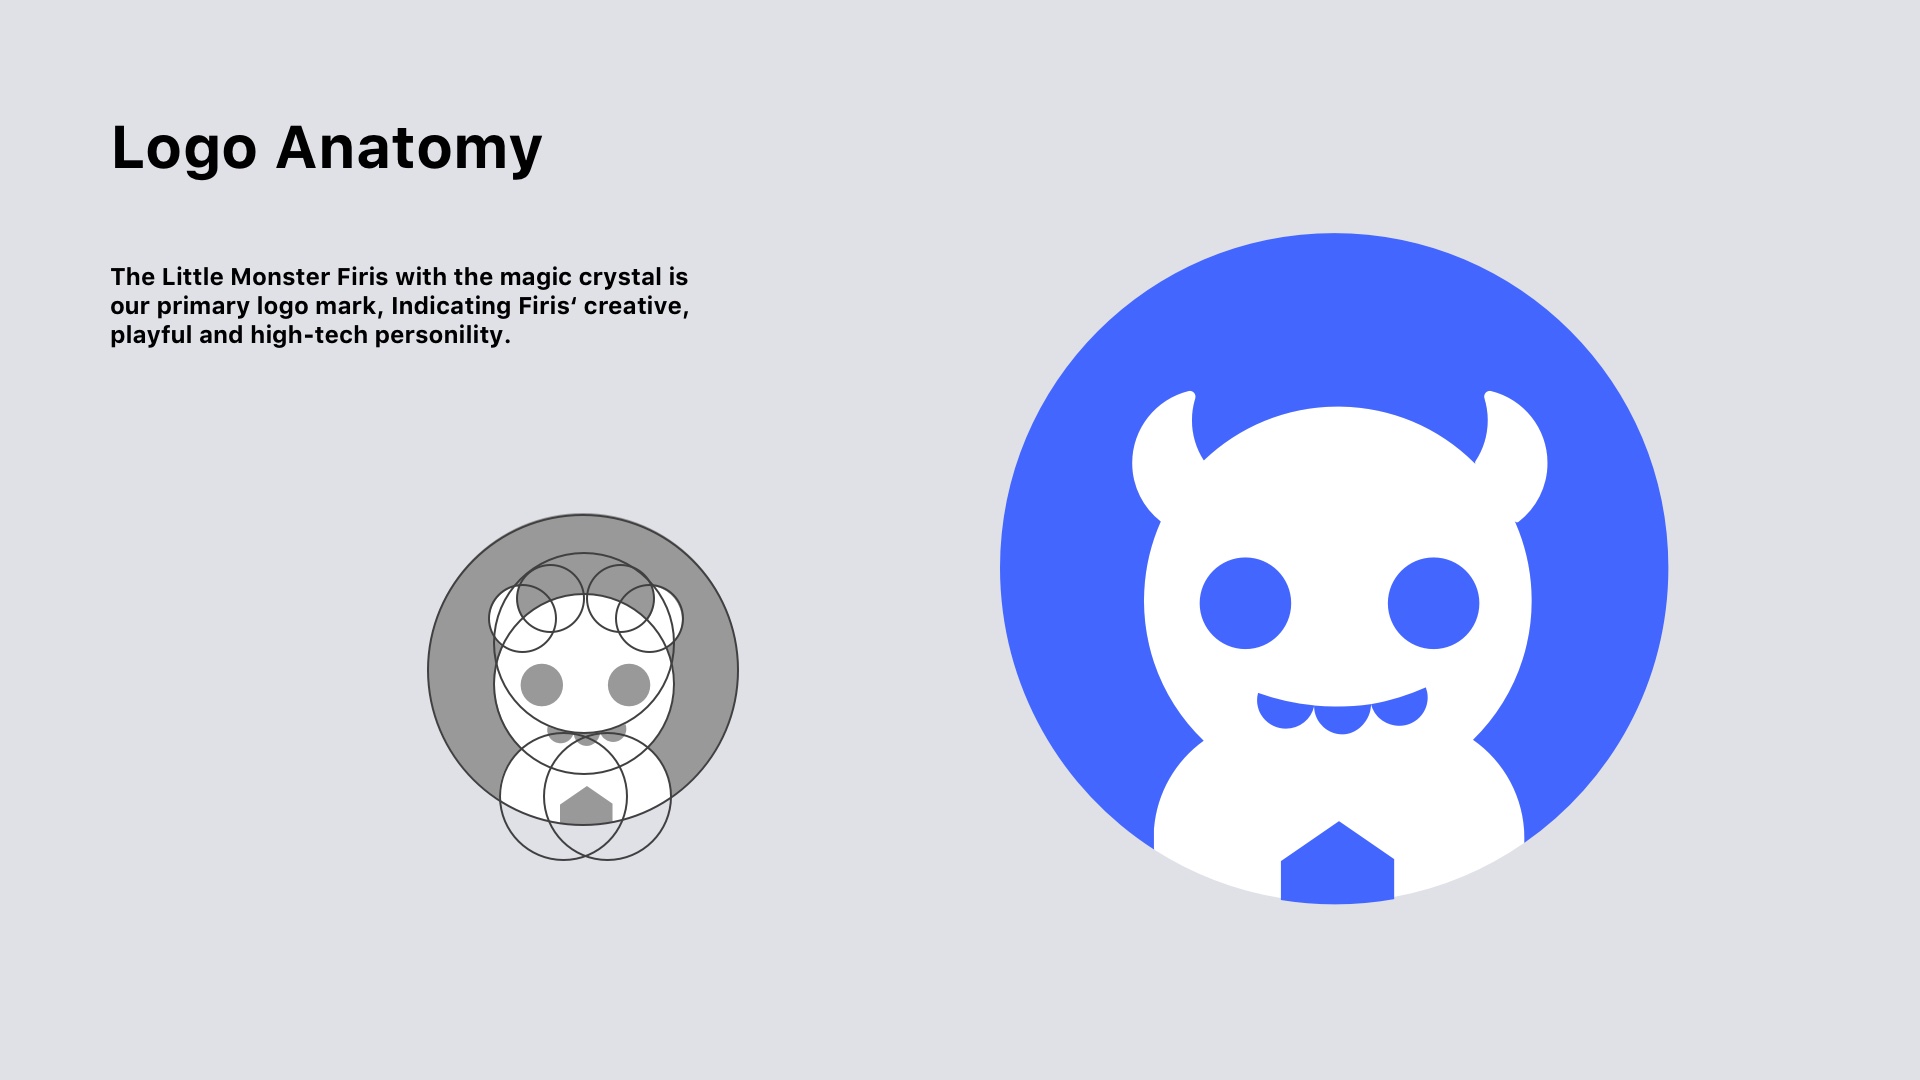 Logo Anatomy
The Little Monster Firis with the magic crystal is
our primary logo mark, Indicating Firis‘ creative,
playful and high-tech personility.